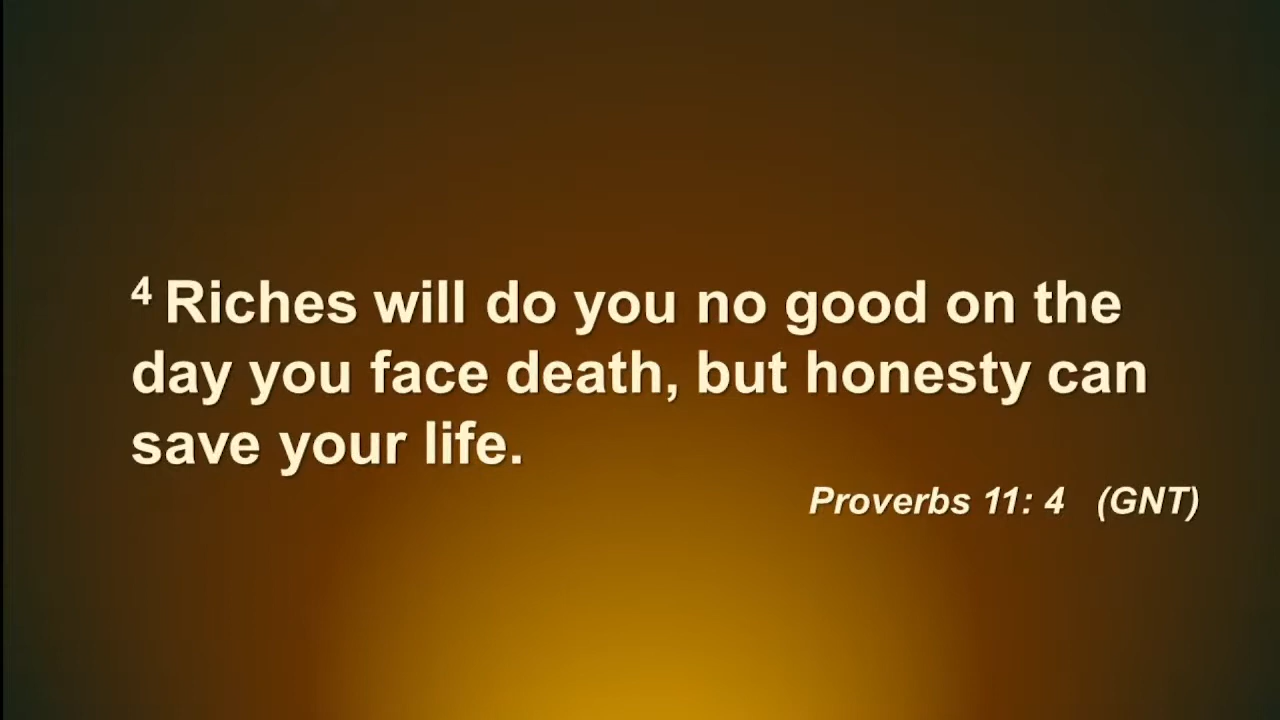 4 Riches will do you no good on the
day you face death, but honesty can
save your life.
Proverbs 11: 4 (GNT)